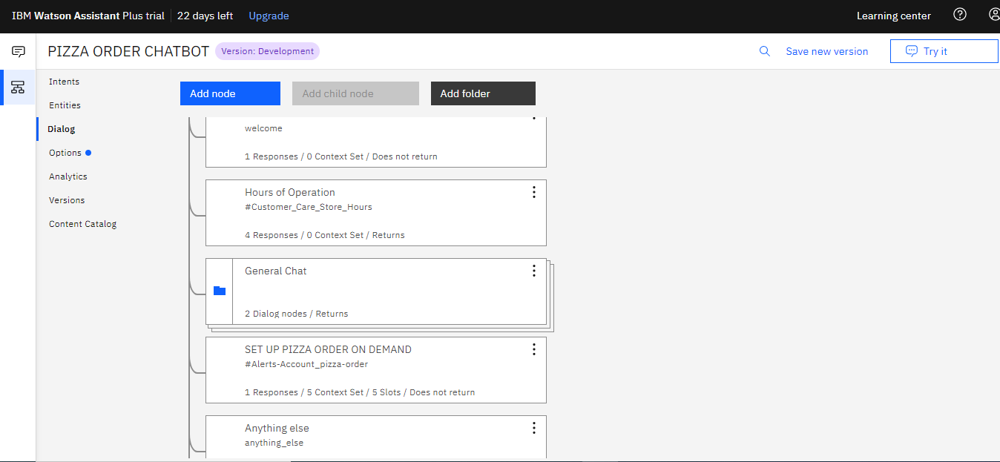 IBM Watson Assistant Plus trial 22 days left Upgrade Learning center
PIZZA ORDER CHATBOT Version: Development Save new version Try it
Intents
Entities
Dialog
Options
Analytics
Versions
Content Catalog
Add node Add child node Add folder
welcome
1 Responses / 0 Context Set / Does not return
Hours of Operation
#Customer_Care_Store_Hours
4 Responses / 0 Context Set / Returns
General Chat
2 Dialog nodes / Returns
SET UP PIZZA ORDER ON DEMAND
#Alerts-Account_pizza-order
1 Responses / 5 Context Set / 5 Slots / Does not return
Anything else
anything_else